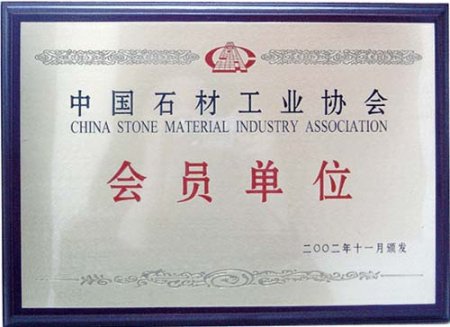 中国石材工业协会
CHINA STONE MATERIAL INDUSTRY ASSOCIATION
会员单位
二〇〇二年十一月颁发